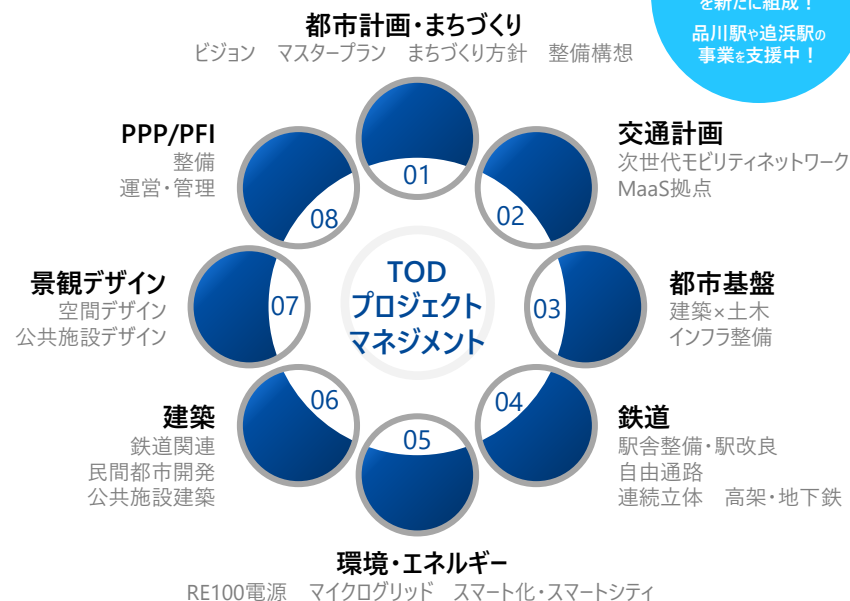 を新たに組成！
品川駅や追浜駅の
事業を支援中！
都市計画・まちづくり
ビジョン　マスタープラン　まちづくり方針　整備構想
01
交通計画
次世代モビリティネットワーク
MaaS拠点
02
都市基盤
建築×土木
インフラ整備
03
鉄道
駅舎整備・駅改良
自由通路
連続立体　高架・地下鉄
04
環境・エネルギー
RE100電源　マイクログリッド　スマート化・スマートシティ
05
建築
鉄道関連
民間都市開発
公共施設建築
06
景観デザイン
空間デザイン
公共施設デザイン
07
PPP/PFI
整備
運営・管理
08
TOD
プロジェクト
マネジメント